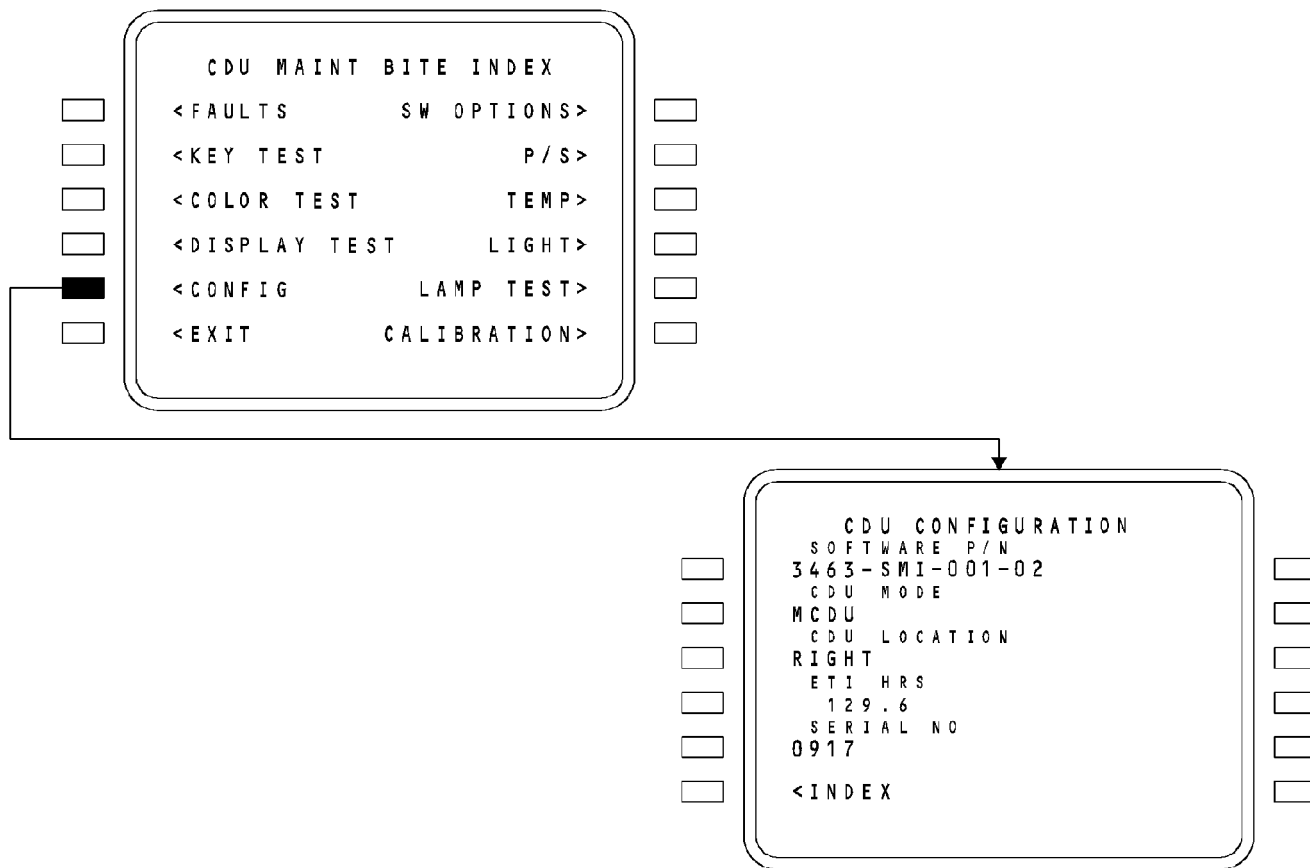 CDU MAINT BITE INDEX
<FAULTS SW OPTIONS>
<KEY TEST P/S>
<COLOR TEST TEMP>
<DISPLAY TEST LIGHT>
<CONFIG LAMP TEST>
<EXIT CALIBRATION>
CDU CONFIGURATION
SOFTWARE P/N
3463-SMI-001-02
CDU MODE
MCDU
CDU LOCATION
RIGHT
ETI HRS
129.6
SERIAL NO
0917
<INDEX